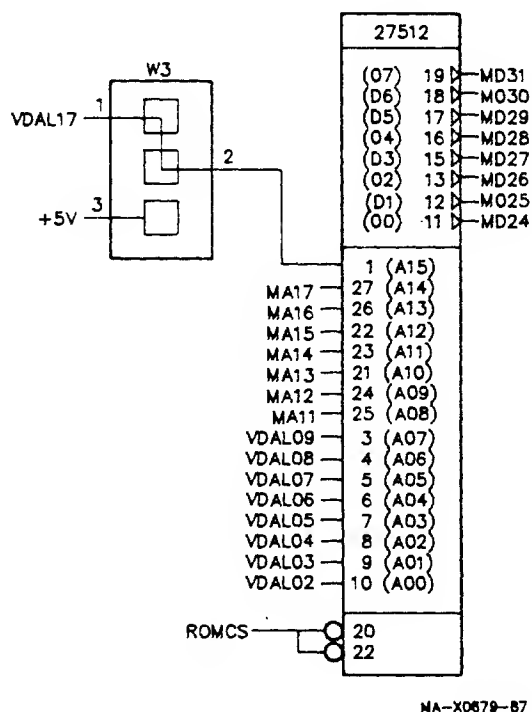 27512
W3
1
VDAL17
2
3
+5V
(07) 19 MD31
(D6) 18 M030
(D5) 17 MD29
(04) 16 MD28
(D3) 15 MD27
(02) 13 MD26
(D1) 12 M025
(00) 11 MD24
1 (A15)
MA17 27 (A14)
MA16 26 (A13)
MA15 22 (A12)
MA14 23 (A11)
MA13 21 (A10)
MA12 24 (A09)
MA11 25 (A08)
VDAL09 3 (A07)
VDAL08 4 (A06)
VDAL07 5 (A05)
VDAL06 6 (A04)
VDAL05 7 (A03)
VDAL04 8 (A02)
VDAL03 9 (A01)
VDAL02 10 (A00)
ROMCS 20
22
MA-X0679-87